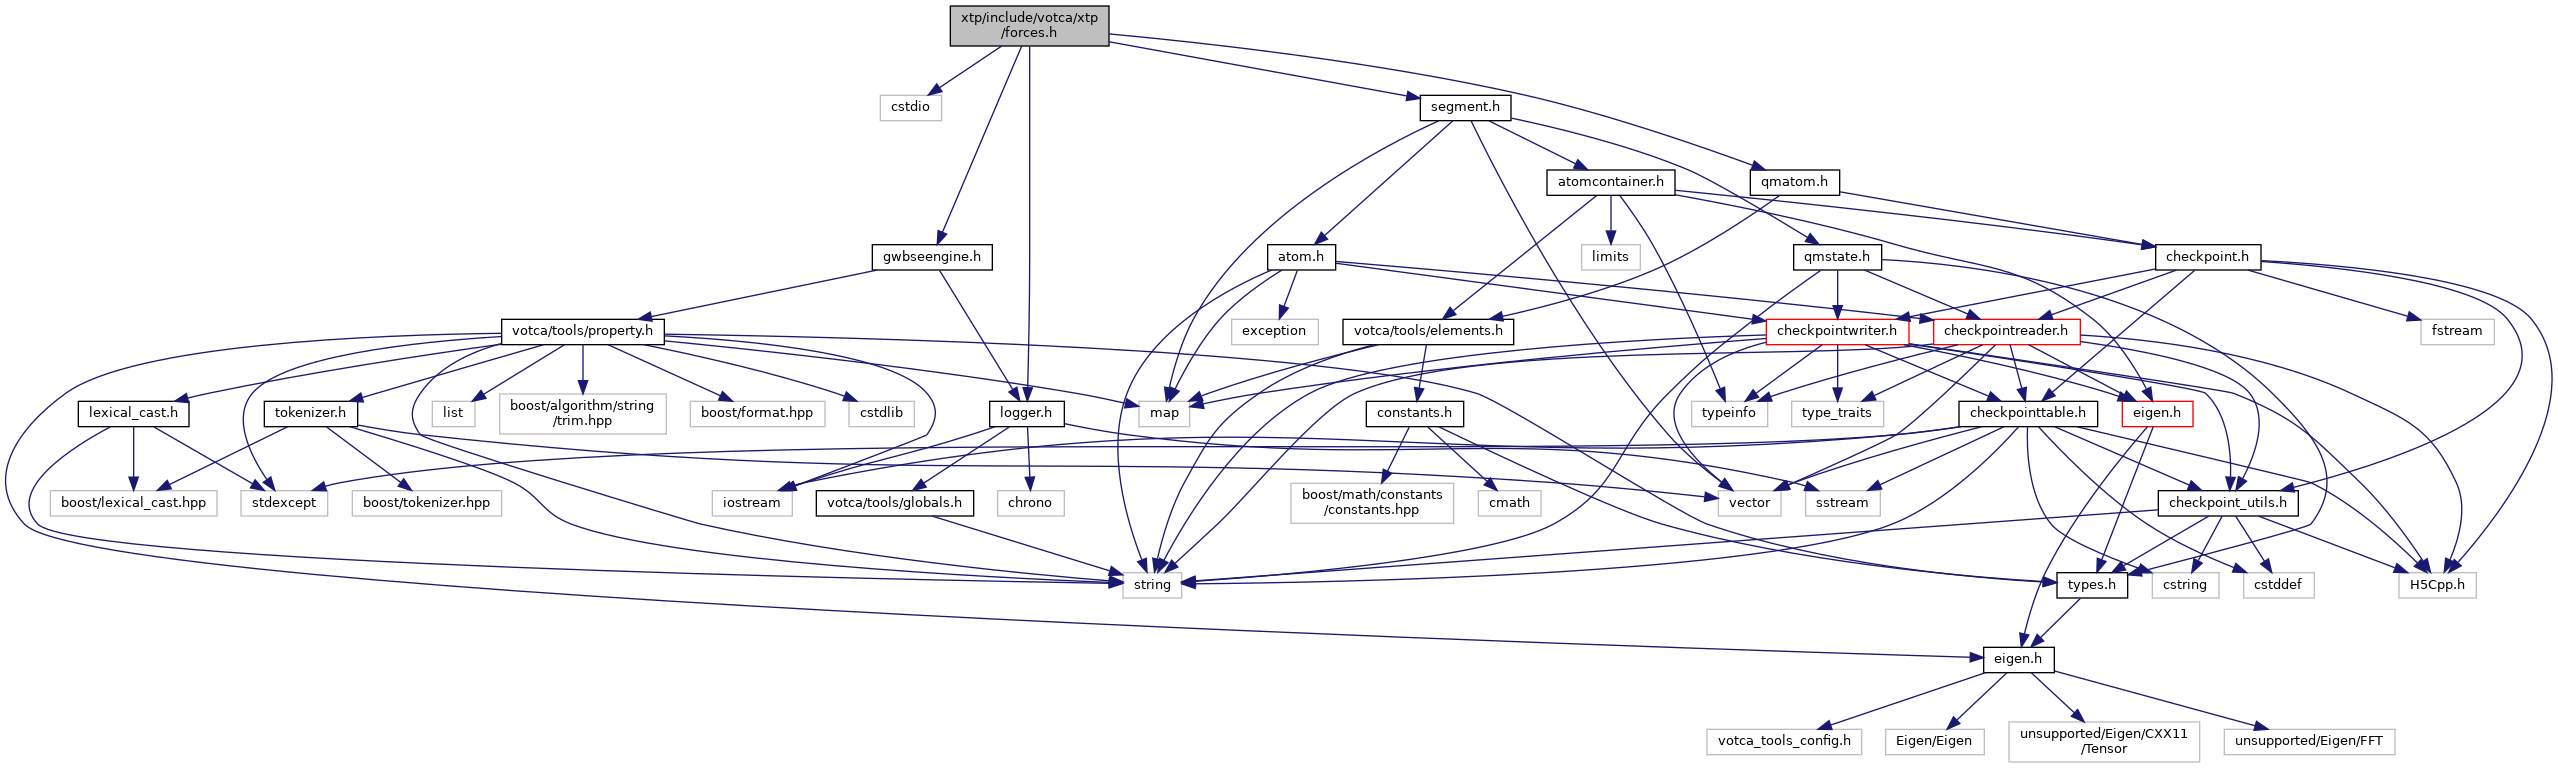 xtp/include/votca/xtp
/forces.h
cstdio
segment.h
atomcontainer.h
qmatom.h
gwbseengine.h
atom.h
limits
qmstate.h
checkpoint.h
votca/tools/property.h
exception
votca/tools/elements.h
checkpointwriter.h
checkpointreader.h
fstream
lexical_cast.h
tokenizer.h
list
boost/algorithm/string
/trim.hpp
boost/format.hpp
cstdlib
logger.h
map
constants.h
typeinfo
type_traits
checkpointtable.h
eigen.h
boost/lexical_cast.hpp
stdexcept
boost/tokenizer.hpp
iostream
votca/tools/globals.h
chrono
boost/math/constants
/constants.hpp
cmath
vector
sstream
checkpoint_utils.h
string
types.h
cstring
cstddef
H5Cpp.h
eigen.h
votca_tools_config.h
Eigen/Eigen
unsupported/Eigen/CXX11
/Tensor
unsupported/Eigen/FFT